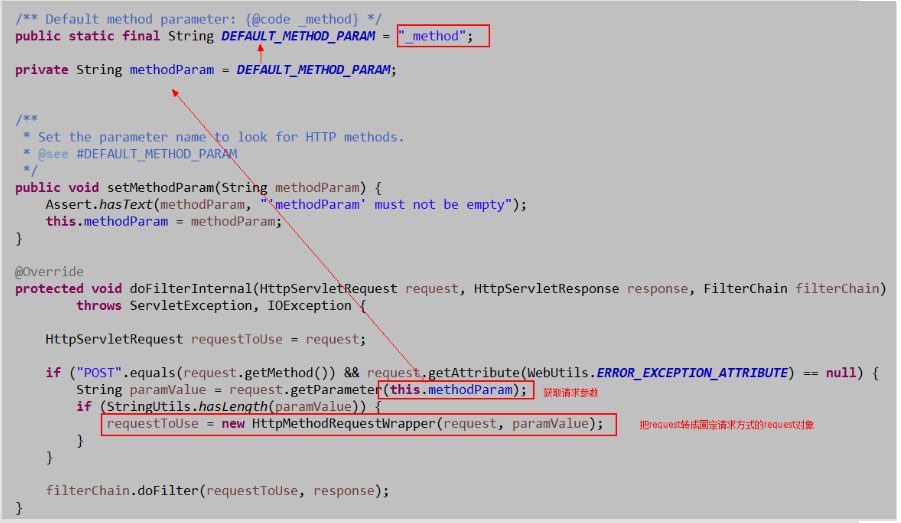 /** Default method parameter: {@code _method} */
public static final String DEFAULT_METHOD_PARAM = "_method";
private String methodParam = DEFAULT_METHOD_PARAM;
/**
 * Set the parameter name to look for HTTP methods.
 * @see #DEFAULT_METHOD_PARAM
 */
public void setMethodParam(String methodParam) {
    Assert.hasText(methodParam, "'methodParam' must not be empty");
    this.methodParam = methodParam;
}
@Override
protected void doFilterInternal(HttpServletRequest request, HttpServletResponse response, FilterChain filterChain)
        throws ServletException, IOException {
    HttpServletRequest requestToUse = request;
    if ("POST".equals(request.getMethod()) && request.getAttribute(WebUtils.ERROR_EXCEPTION_ATTRIBUTE) == null) {
        String paramValue = request.getParameter(this.methodParam); 获取请求参数
        if (StringUtils.hasLength(paramValue)) {
            requestToUse = new HttpMethodRequestWrapper(request, paramValue); 把request转成固定请求方式的request对象
        }
    }
    filterChain.doFilter(requestToUse, response);
}